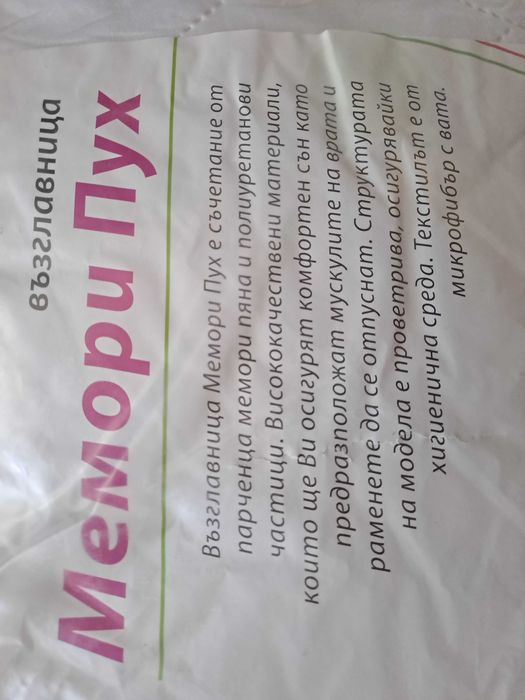 възглавница
Мемори Пух
Възглавница Мемори Пух е съчетание от
парченца мемори пяна и полиуретанови
частици. Висококачествени материали,
които ще Ви осигурят комфортен сън като
предразположат мускулите на врата и
раменете да се отпуснат. Структурата
на модела е проветрива, осигурявайки
хигиенична среда. Текстилът е от
микрофибър с вата.